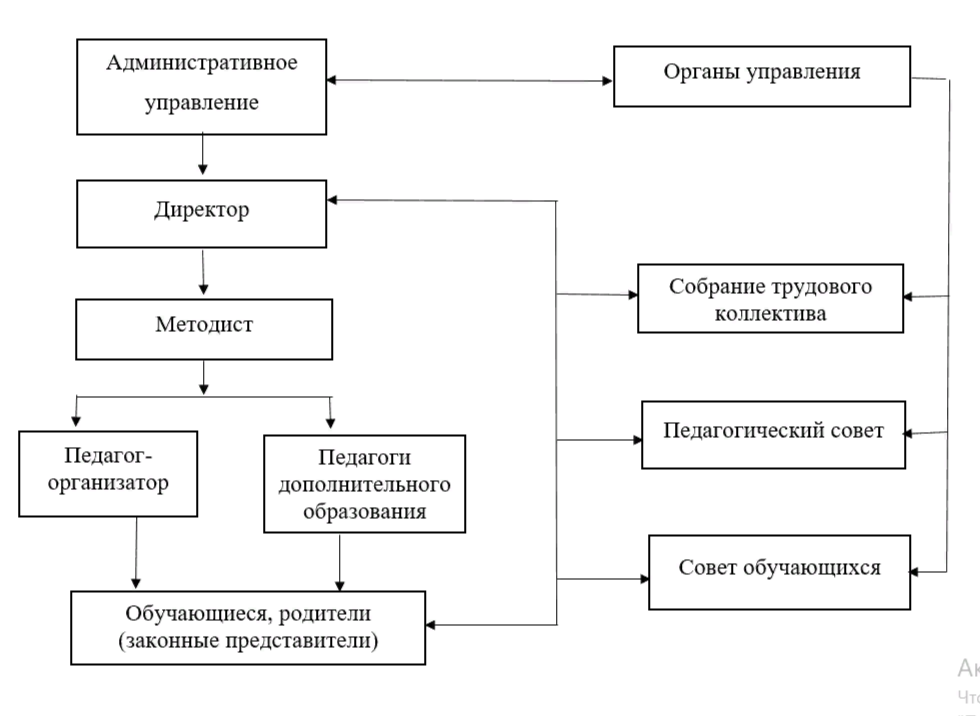 Административное
управление
Органы управления
Директор
Собрание трудового
коллектива
Методист
Педагогический совет
Педагог-
организатор
Педагоги
дополнительного
образования
Совет обучающихся
Обучающиеся, родители
(законные представители)